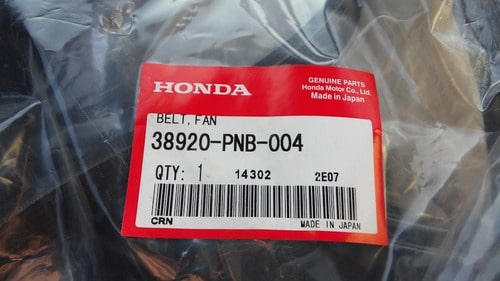 HONDA
GENUINE PARTS
Honda Motor Co., Ltd.
Made in Japan
BELT, FAN
38920-PNB-004
QTY: 1 14302 2E07
CRN MADE IN JAPAN